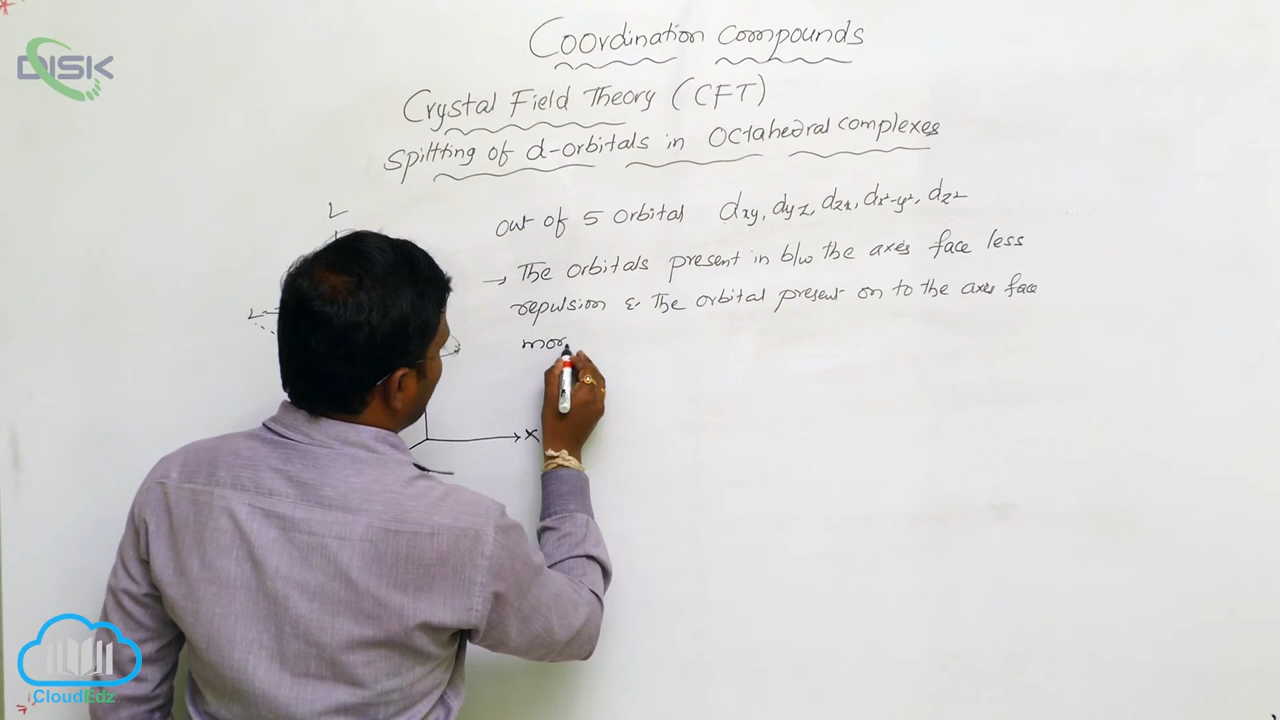 DISK
Coordination Compounds
Crystal Field Theory (CFT)
Spiltting of d-orbitals in Octahedral complexes
L
out of 5 orbital dxy, dyz, dzx, dx²-y², dz²
→ The orbitals present in b/w the axes face less
L
repulsion & The orbital present on to the axes face
mor
X
CloudEdz